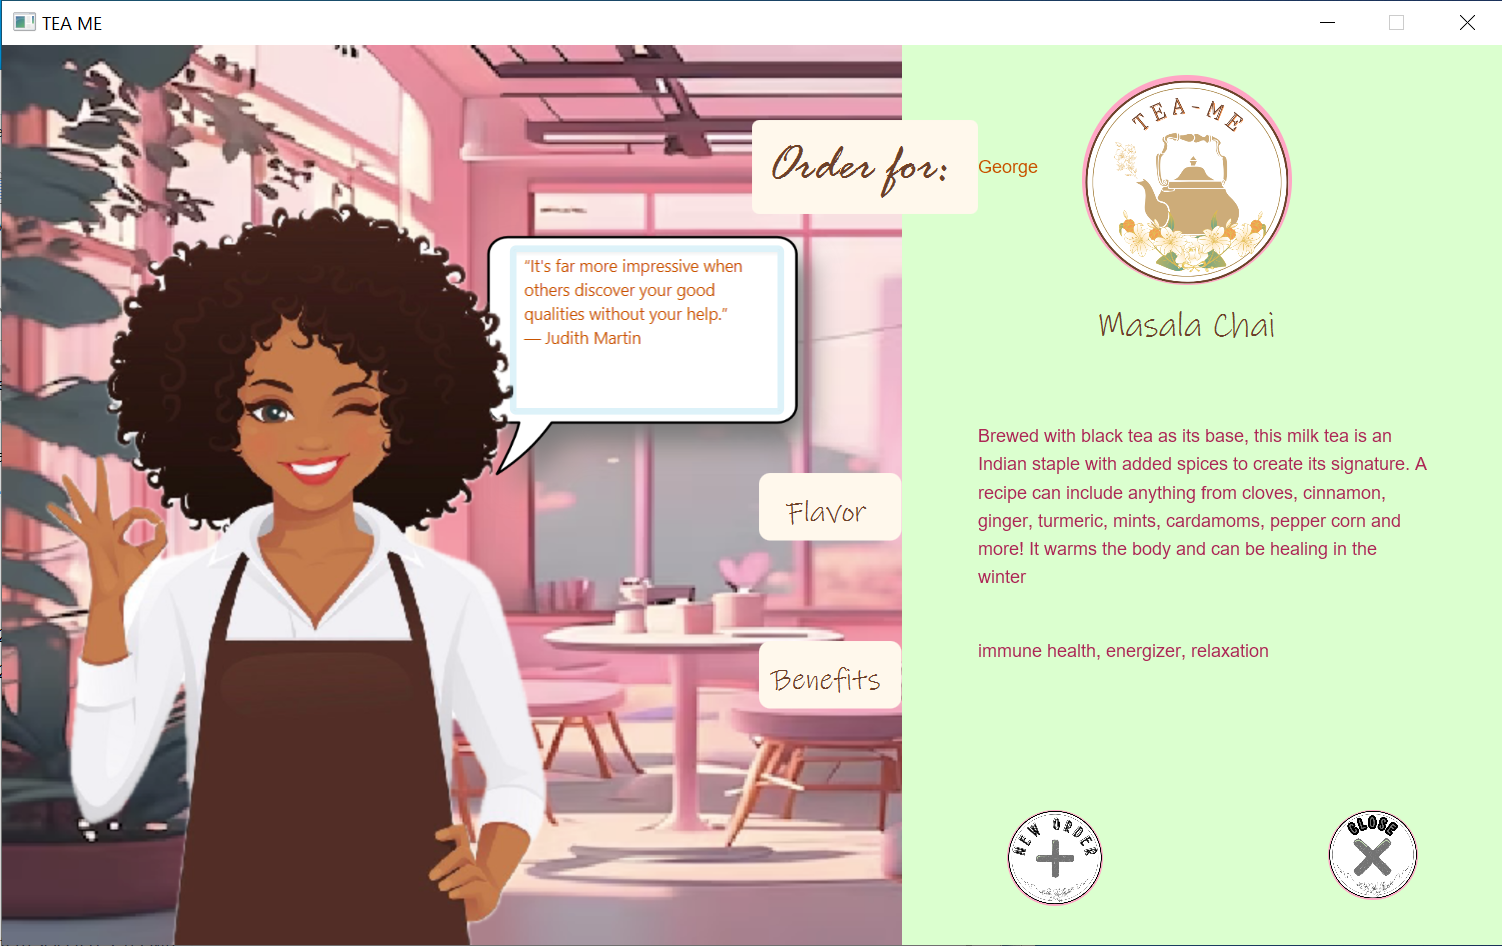 TEA ME
TEA-ME
Order for:
George
“It's far more impressive when
others discover your good
qualities without your help.”
— Judith Martin
Masala Chai
Flavor
Brewed with black tea as its base, this milk tea is an
Indian staple with added spices to create its signature. A
recipe can include anything from cloves, cinnamon,
ginger, turmeric, mints, cardamoms, pepper corn and
more! It warms the body and can be healing in the
winter
Benefits
immune health, energizer, relaxation
NEW ORDER
CLOSE